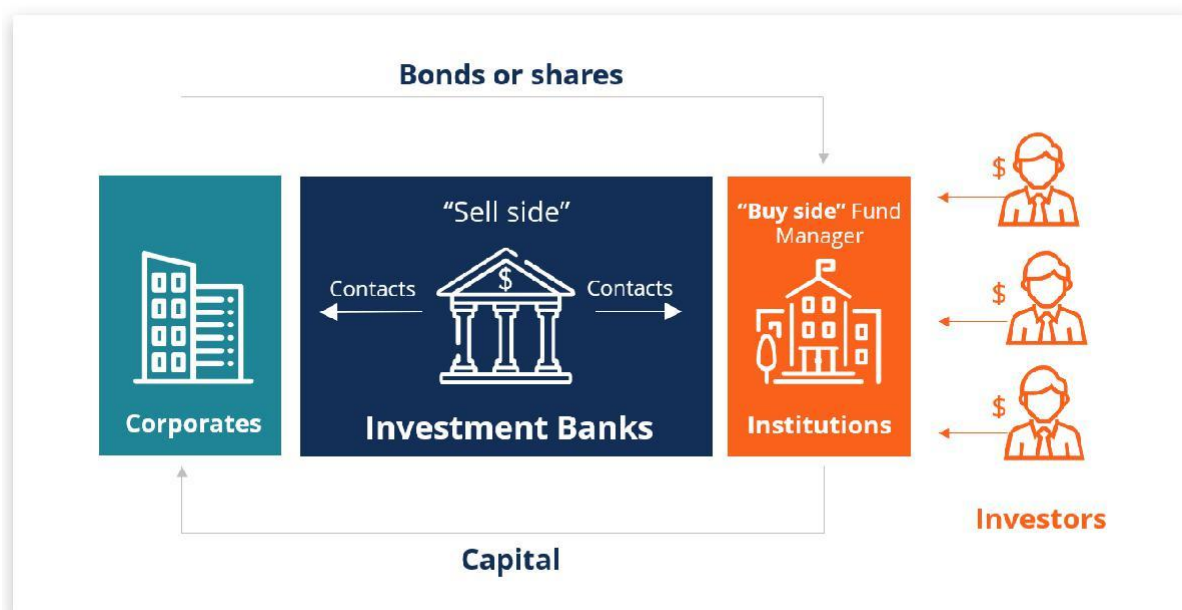 Bonds or shares
“Sell side”
Contacts
$
Contacts
Investment Banks
Corporates
“Buy side” Fund
Manager
Institutions
$
$
$
Investors
Capital